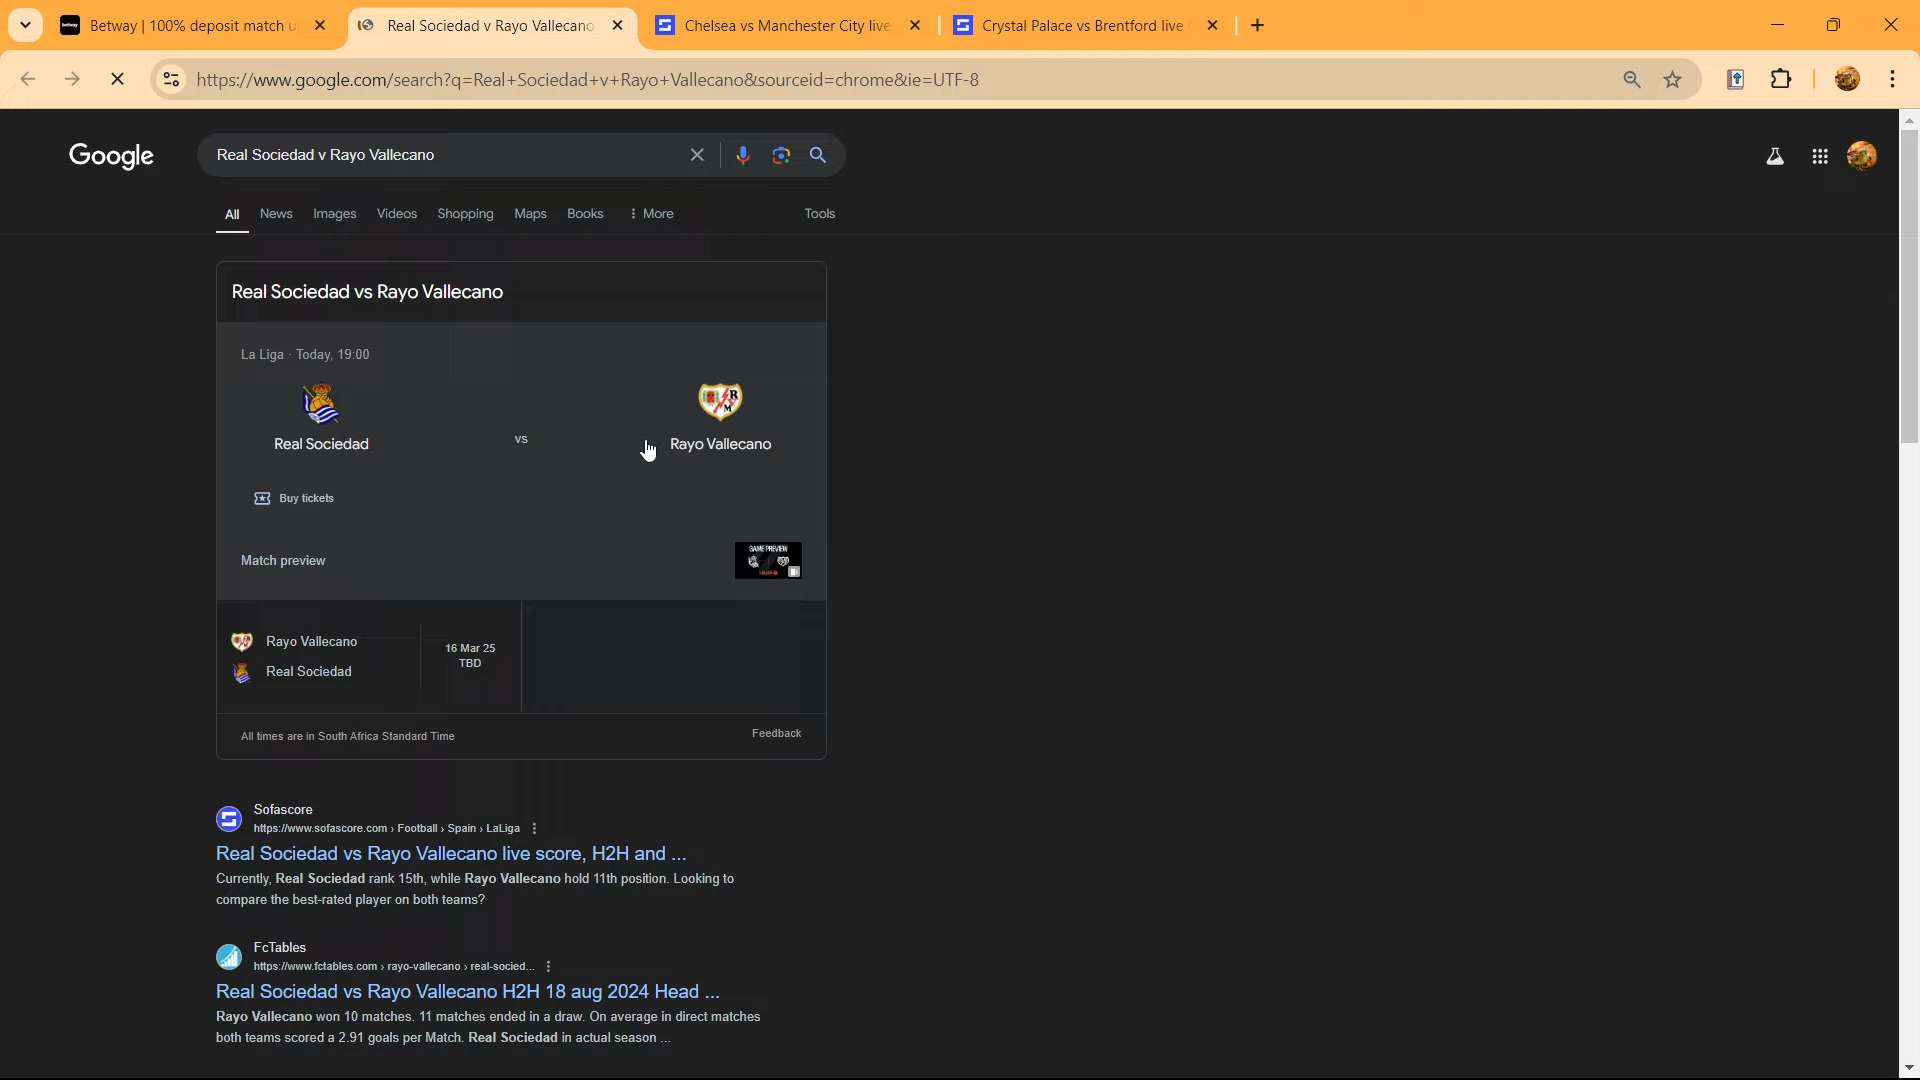 Betway | 100% deposit match u
Real Sociedad v Rayo Vallecano
Chelsea vs Manchester City live
Crystal Palace vs Brentford live
https://www.google.com/search?q=Real+Sociedad+v+Rayo+Vallecano&sourceid=chrome&ie=UTF-8
Google
Real Sociedad v Rayo Vallecano
All News Images Videos Shopping Maps Books More Tools
Real Sociedad vs Rayo Vallecano
La Liga · Today, 19:00
Real Sociedad vs Rayo Vallecano
Buy tickets
Match preview
GAME PREVIEW
Rayo Vallecano
Real Sociedad
16 Mar 25
TBD
All times are in South Africa Standard Time
Feedback
Sofascore
https://www.sofascore.com › Football › Spain › LaLiga
Real Sociedad vs Rayo Vallecano live score, H2H and ...
Currently, Real Sociedad rank 15th, while Rayo Vallecano hold 11th position. Looking to
compare the best-rated player on both teams?
FcTables
https://www.fctables.com › rayo-vallecano › real-socied...
Real Sociedad vs Rayo Vallecano H2H 18 aug 2024 Head ...
Rayo Vallecano won 10 matches. 11 matches ended in a draw. On average in direct matches
both teams scored a 2.91 goals per Match. Real Sociedad in actual season ...